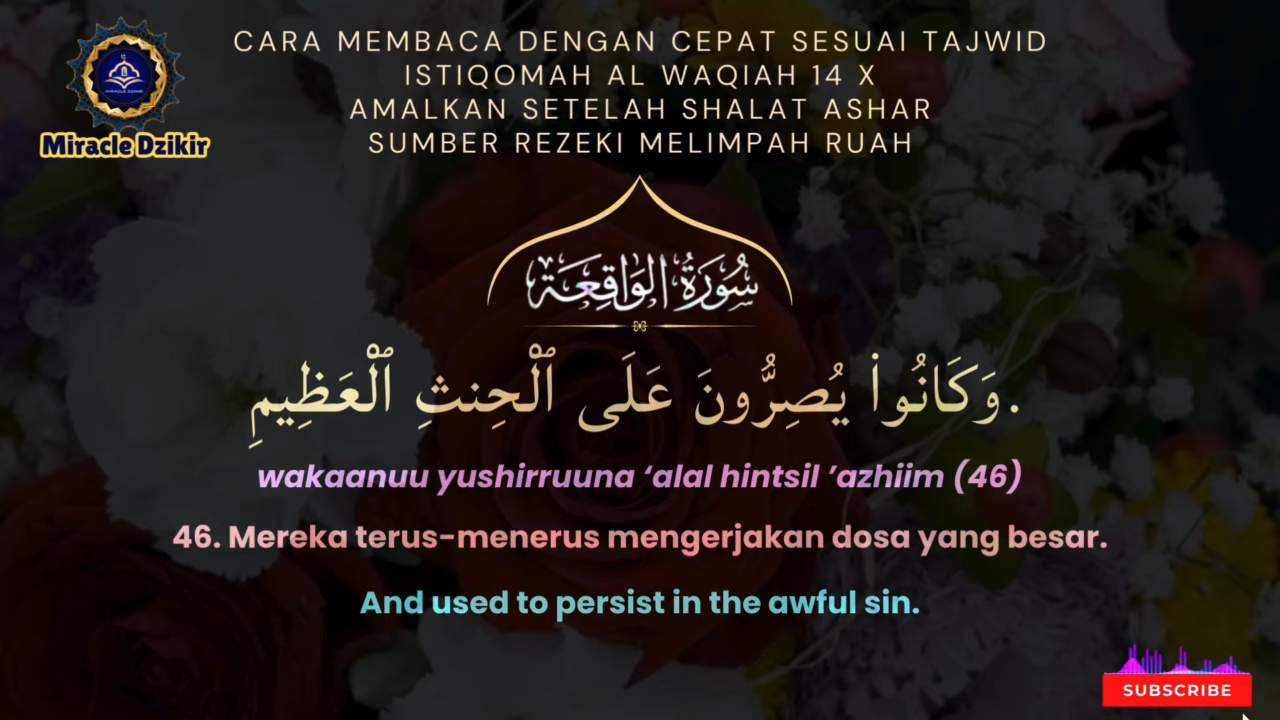 CARA MEMBACA DENGAN CEPAT SESUAI TAJWID
ISTIQOMAH AL WAQIAH 14 X
AMALKAN SETELAH SHALAT ASHAR
SUMBER REZEKI MELIMPAH RUAH
MIRACLE DZIKIR
Miracle Dzikir
سُورَةُ الوَاقِعَة
وَكَانُوا۟ يُصِرُّونَ عَلَى ٱلْحِنثِ ٱلْعَظِيمِ.
wakaanuu yushirruuna ‘alal hintsil ’azhiim (46)
46. Mereka terus-menerus mengerjakan dosa yang besar.
And used to persist in the awful sin.
SUBSCRIBE